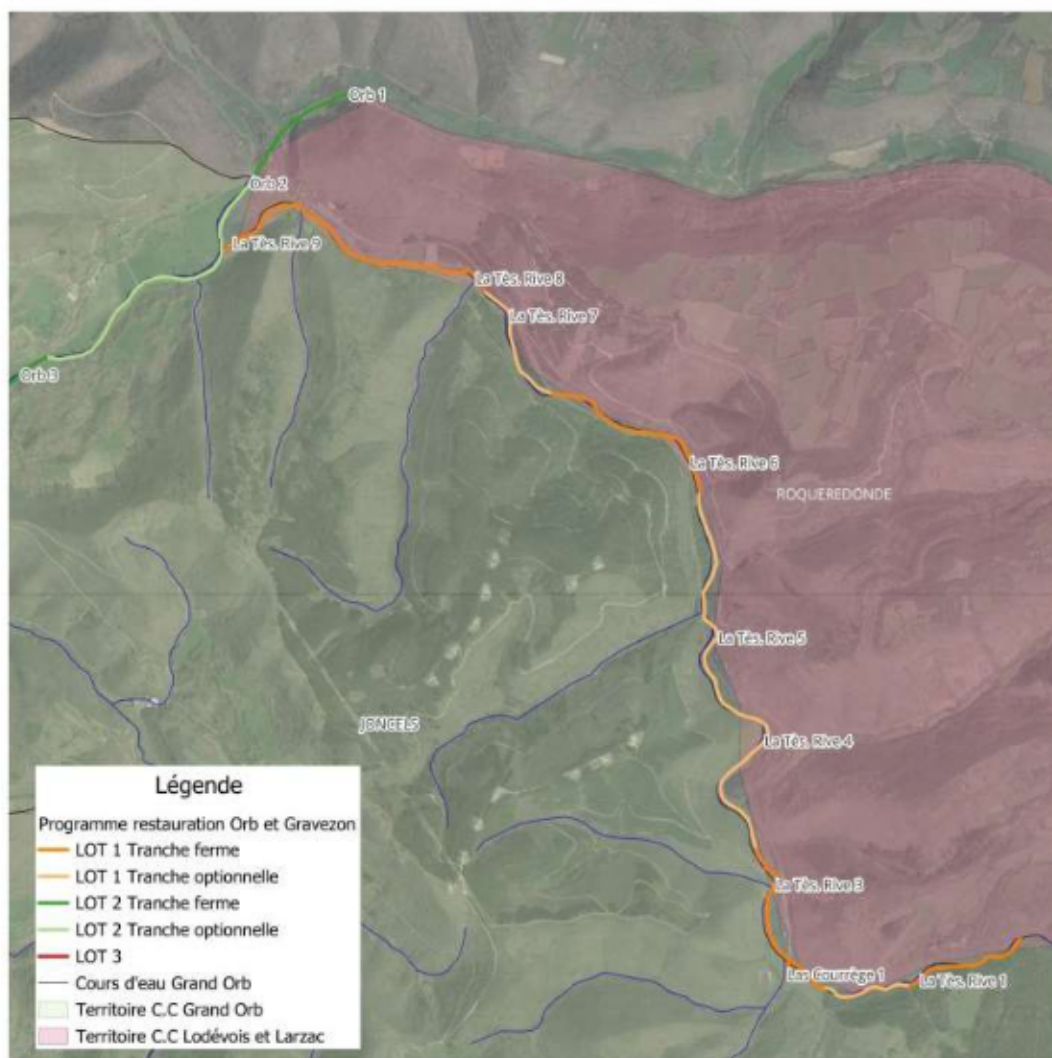 Orb 1
Orb 2
La Tès. Rive 9
La Tès. Rive 8
La Tès. Rive 7
Orb 3
La Tès. Rive 6
ROQUEREDONDE
La Tès. Rive 5
JONCELS
La Tès. Rive 4
La Tès. Rive 3
Las Courrège 1
La Tès. Rive 1
Légende
Programme restauration Orb et Gravezon
LOT 1 Tranche ferme
LOT 1 Tranche optionnelle
LOT 2 Tranche ferme
LOT 2 Tranche optionnelle
LOT 3
Cours d'eau Grand Orb
Territoire C.C Grand Orb
Territoire C.C Lodévois et Larzac